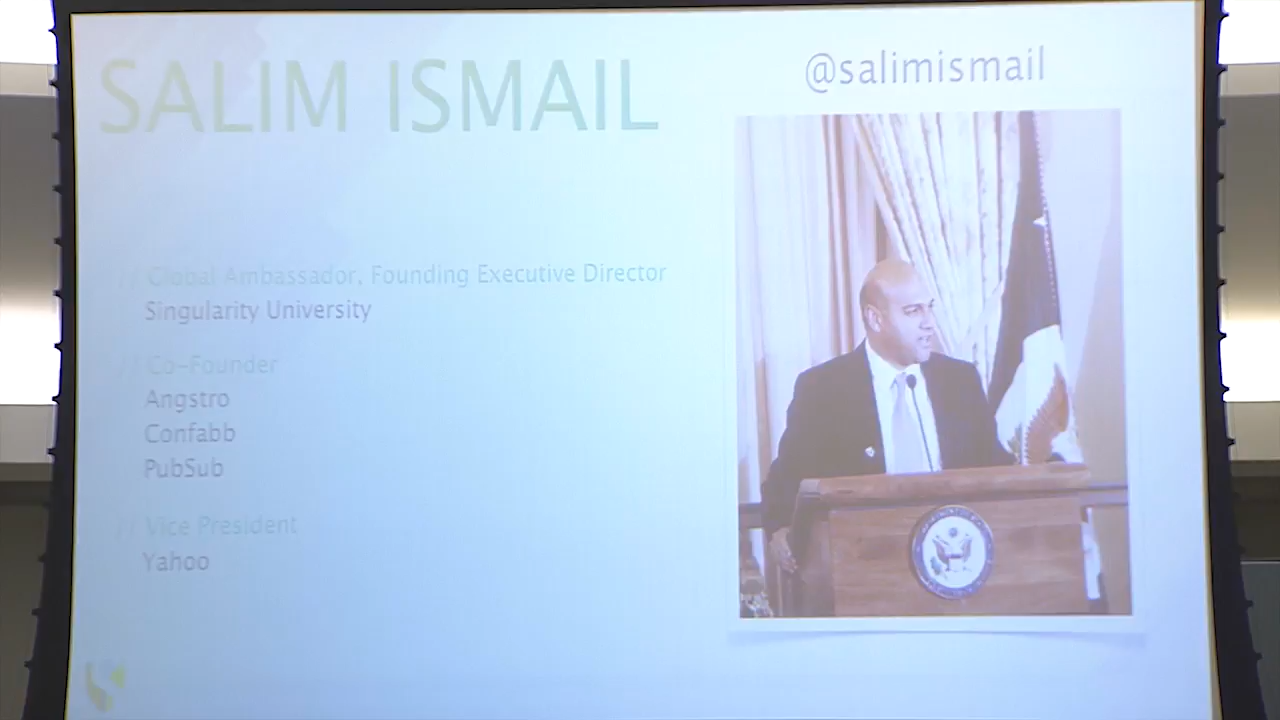 SALIM ISMAIL
@salimismail
// Global Ambassador, Founding Executive Director
Singularity University
// Co-Founder
Angstro
Confabb
PubSub
// Vice President
Yahoo